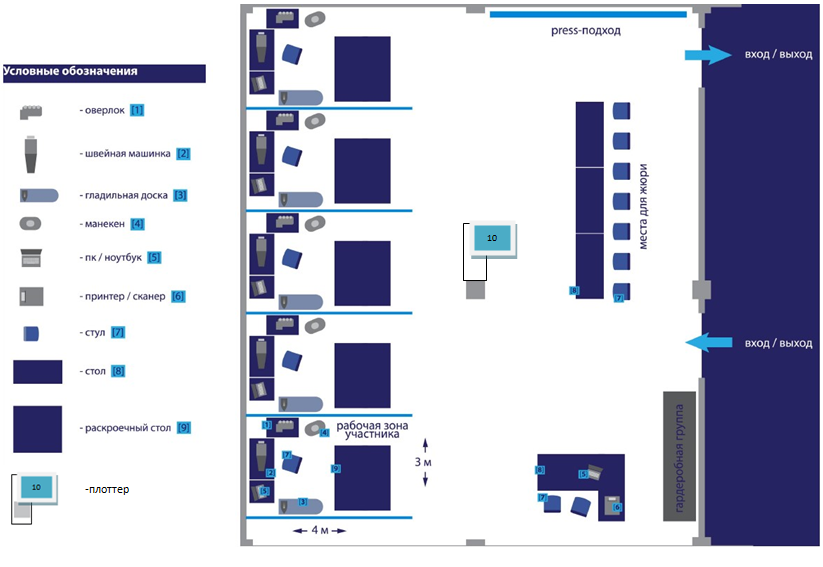 Условные обозначения
- оверлок [1]
- швейная машинка [2]
- гладильная доска [3]
- манекен [4]
- пк / ноутбук [5]
- принтер / сканер [6]
- стул [7]
- стол [8]
- раскроечный стол [9]
10
-плоттер
press-подход
вход / выход
места для жюри
10
[8]
[7]
вход / выход
рабочая зона
участника
[1]
[4]
[7]
[2]
[9]
[5]
[3]
3 м
4 м
гардеробная группа
[8]
[5]
[7]
[6]